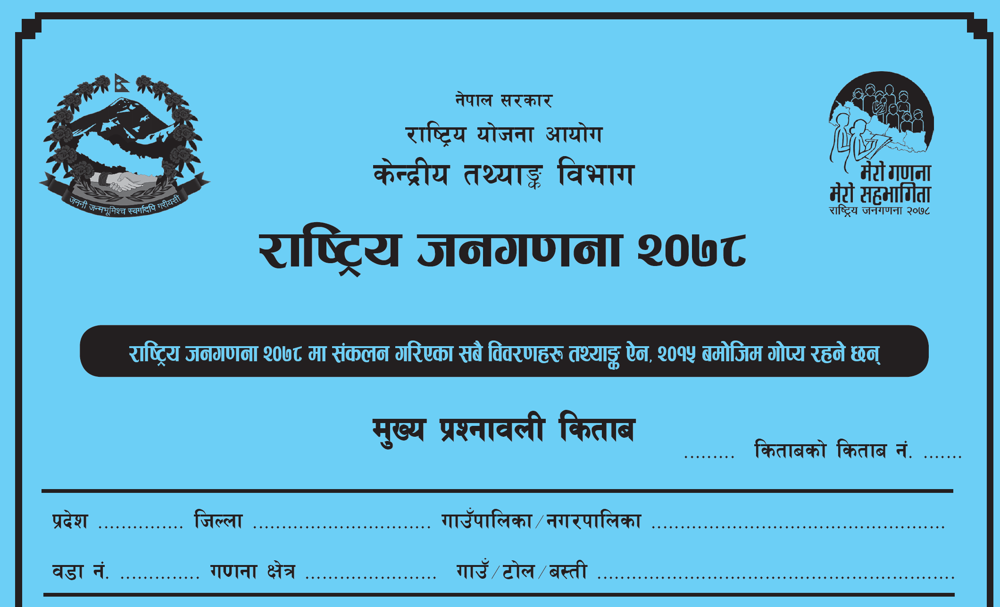 नेपाल सरकार
राष्ट्रिय योजना आयोग
केन्द्रीय तथ्याङ्क विभाग
जननी जन्मभूमिश्च स्वर्गादपि गरीयसी
मेरो गणना
मेरो सहभागिता
राष्ट्रिय जनगणना २०७८
राष्ट्रिय जनगणना २०७८
राष्ट्रिय जनगणना २०७८ मा संकलन गरिएका सबै विवरणहरू तथ्याङ्क ऐन, २०१५ बमोजिम गोप्य रहने छन्
मुख्य प्रश्नावली किताब
......... किताबको किताब नं. .......
प्रदेश ............... जिल्ला ................................ गाउँपालिका/नगरपालिका .....................................................
वडा नं. .............. गणना क्षेत्र ........................ गाउँ/टोल/बस्ती ................................................................